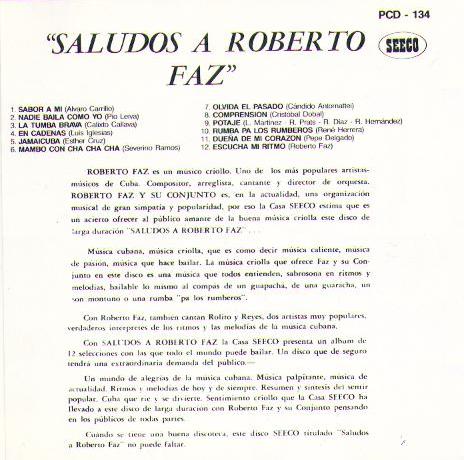 PCD - 134
"SALUDOS A ROBERTO
FAZ"
SEECO
1. SABOR A MI (Alvaro Carrillo)
2. NADIE BAILA COMO YO (Pio Leiva)
3. LA TUMBA BRAVA (Calixto Callava)
4. EN CADENAS (Luis Iglesias)
5. JAMAICUBA (Esther Cruz)
6. MAMBO CON CHA CHA CHA (Severino Ramos)
7. OLVIDA EL PASADO (Cándido Antomattei)
8. COMPRENSION (Cristobal Dobal)
9. POTAJE (L. Martinez - R. Prats - R. Diaz - R. Hernández)
10. RUMBA PA LOS RUMBEROS (René Herrera)
11. DUEÑA DE MI CORAZON (Pepe Delgado)
12. ESCUCHA MI RITMO (Roberto Faz)
ROBERTO FAZ es un músico criollo. Uno de los más populares artistas-
músicos de Cuba. Compositor, arreglista, cantante y director de orquesta.
ROBERTO FAZ Y SU CONJUNTO es, en la actualidad, una organización
musical de gran simpatía y popularidad, por eso la Casa SEECO estima que es
un acierto ofrecer al público amante de la buena música criolla este disco de
larga duración "SALUDOS A ROBERTO FAZ" . . .
Música cubana, música criolla, que es como decir música caliente, música
de pasión, música que hace bailar. La música criolla que ofrece Faz y su Con-
junto en este disco es una música que todos entienden, sabrosona en ritmos y
melodías, bailable lo mismo al compas de un guapachá, de una guaracha, un
son montuno o una rumba "pa los rumberos".
Con Roberto Faz, tambien cantan Rolito y Reyes, dos artistas muy populares,
verdaderos interpretes de los ritmos y las melodías de la música cubana.
Con SALUDOS A ROBERTO FAZ la Casa SEECO presenta un album de
12 selecciones con las que todo el mundo puede bailar. Un disco que de seguro
tendrá una extraordinaria demanda del público.—
Un mundo de alegrías de la música cubana. Música palpitante, música de
actualidad. Ritmos y melodías de hoy y de siempre. Resumen y síntesis del sentir
popular. Cuba que ríe y se divierte. Sentimiento criollo que la Casa SEECO ha
llevado a este disco de larga duración con Roberto Faz y su Conjunto pensando
en los públicos de todas partes.
Cuando se tiene una buena discoteca, este disco SEECO titulado "Saludos
a Roberto Faz" no puede faltar.